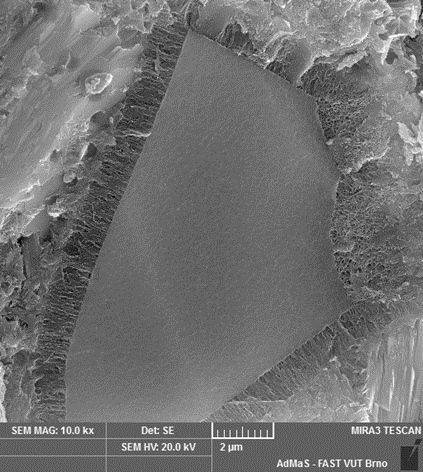 SEM MAG: 10.0 kx Det: SE MIRA3 TESCAN
SEM HV: 20.0 kV 2 µm
AdMaS - FAST VUT Brno